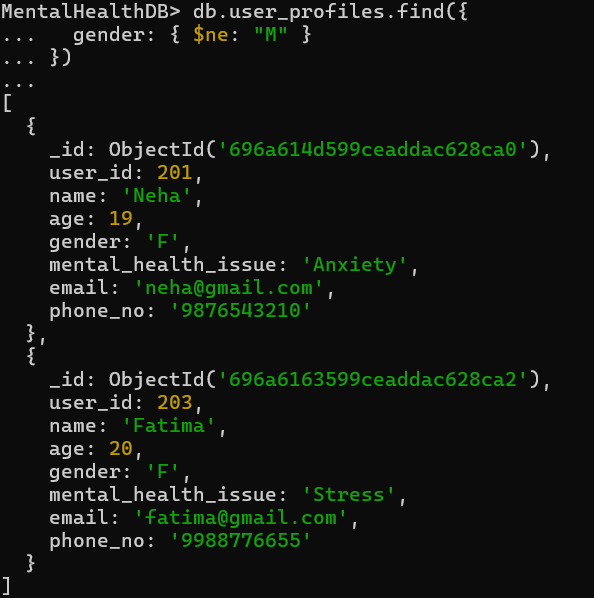 MentalHealthDB> db.user_profiles.find({
...   gender: { $ne: "M" }
... })
...
[
  {
    _id: ObjectId('696a614d599ceaddac628ca0'),
    user_id: 201,
    name: 'Neha',
    age: 19,
    gender: 'F',
    mental_health_issue: 'Anxiety',
    email: 'neha@gmail.com',
    phone_no: '9876543210'
  },
  {
    _id: ObjectId('696a6163599ceaddac628ca2'),
    user_id: 203,
    name: 'Fatima',
    age: 20,
    gender: 'F',
    mental_health_issue: 'Stress',
    email: 'fatima@gmail.com',
    phone_no: '9988776655'
  }
]